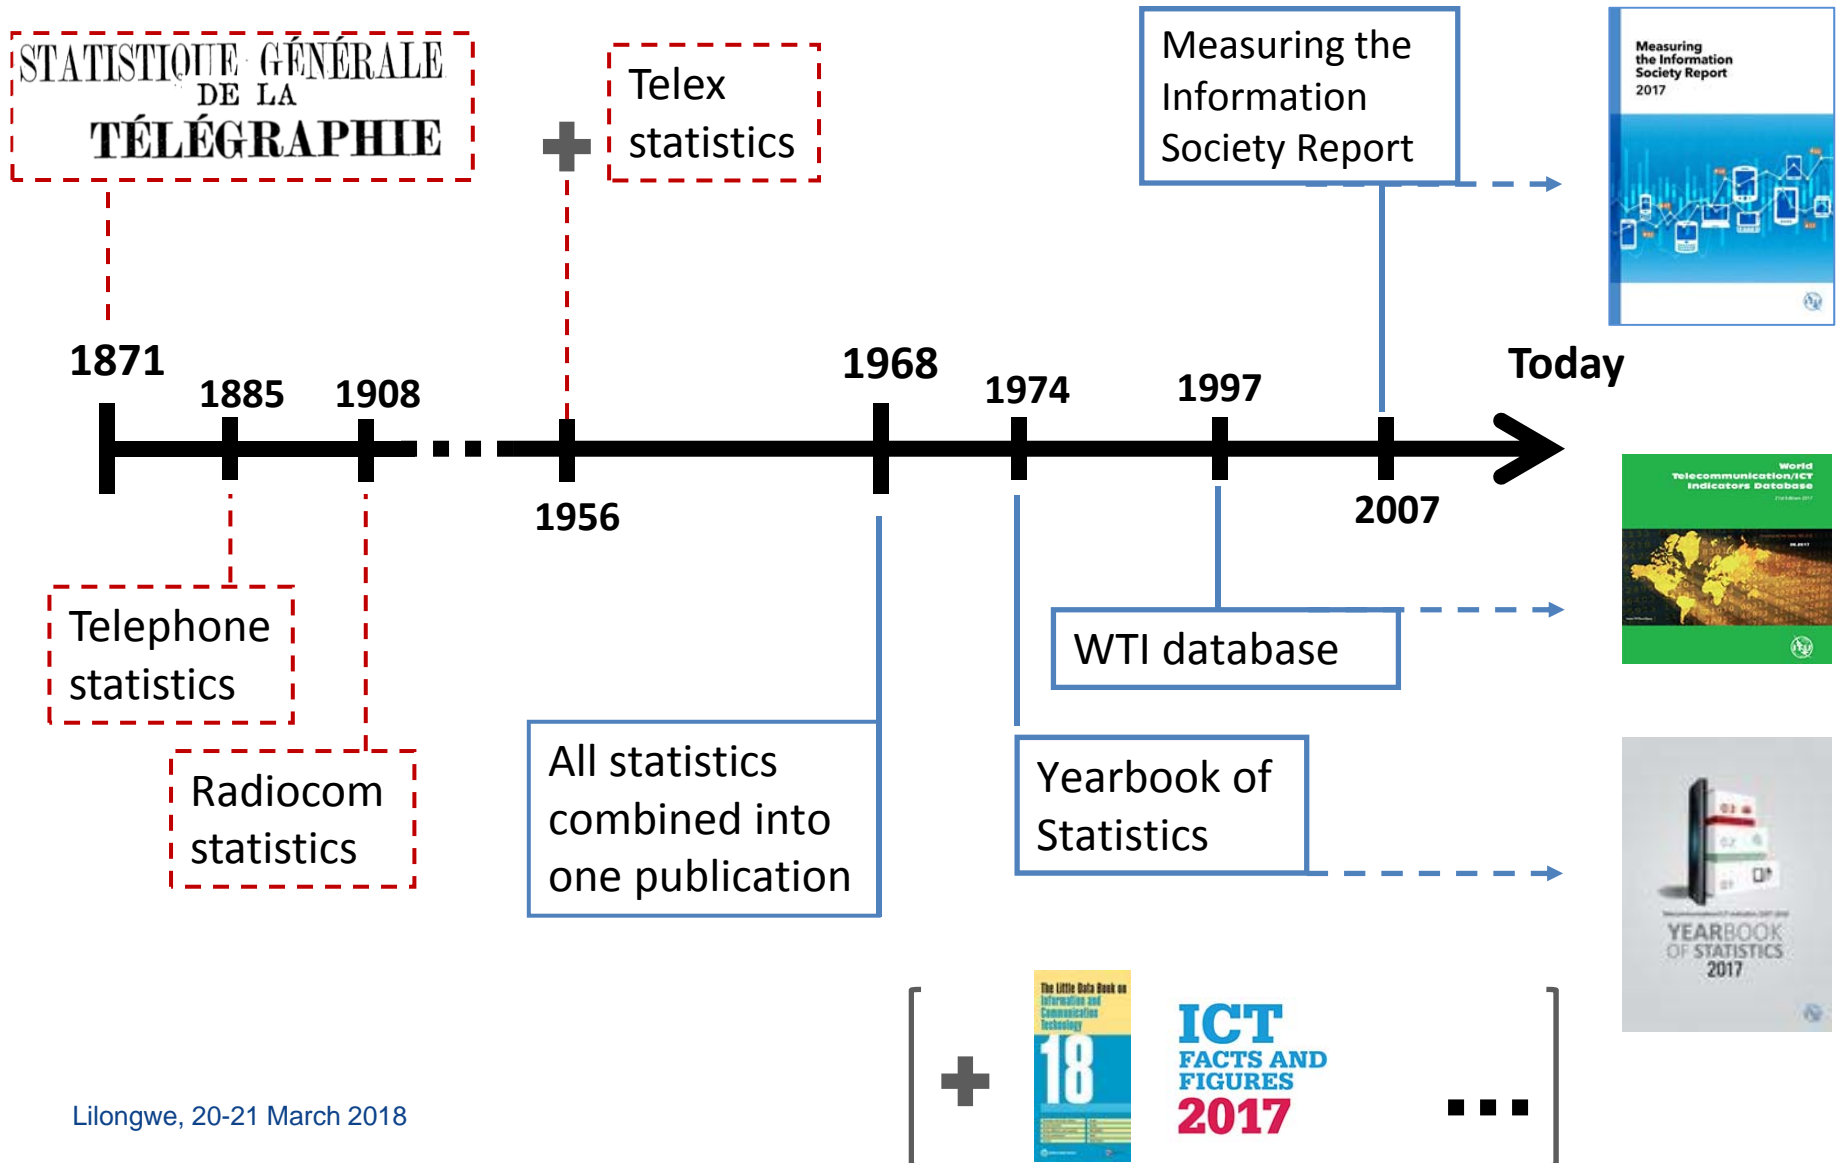 STATISTIQUE GÉNÉRALE
DE LA
TÉLÉGRAPHIE
Telex
statistics
Measuring the
Information
Society Report
Measuring
the Information
Society Report
2017
1871
1885
1908
1956
1968
1974
1997
2007
Today
World
Telecommunication/ICT
Indicators Database
Telephone
statistics
Radiocom
statistics
All statistics
combined into
one publication
WTI database
Yearbook of
Statistics
YEARBOOK
OF STATISTICS
2017
The Little Data Book on
Information and
Communication
Technology
18
ICT
FACTS AND
FIGURES
2017
Lilongwe, 20-21 March 2018